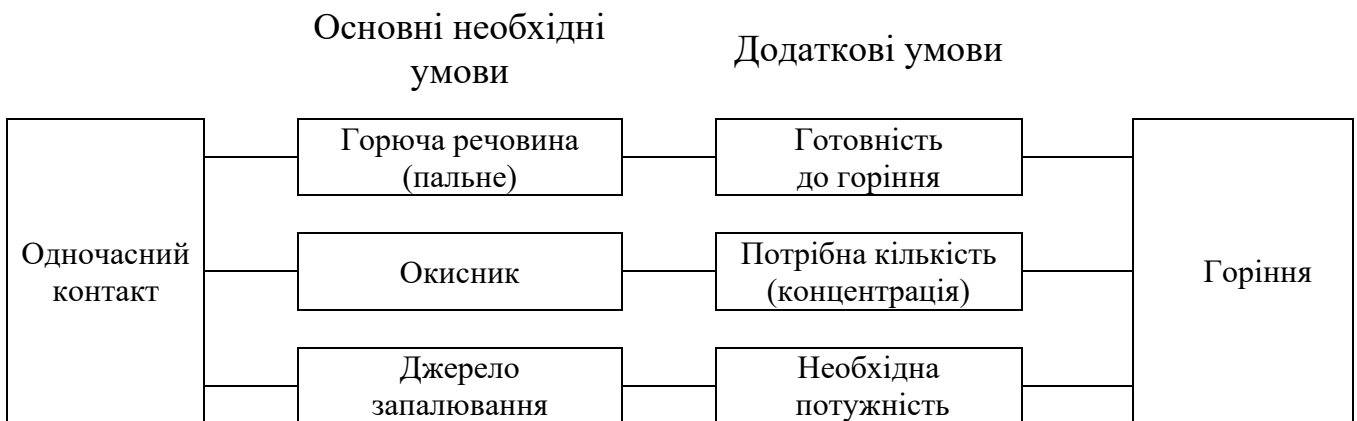 Основні необхідні
умови
Додаткові умови
Одночасний
контакт
Горюча речовина
(пальне)
Готовність
до горіння
Окисник
Потрібна кількість
(концентрація)
Джерело
запалювання
Необхідна
потужність
Горіння